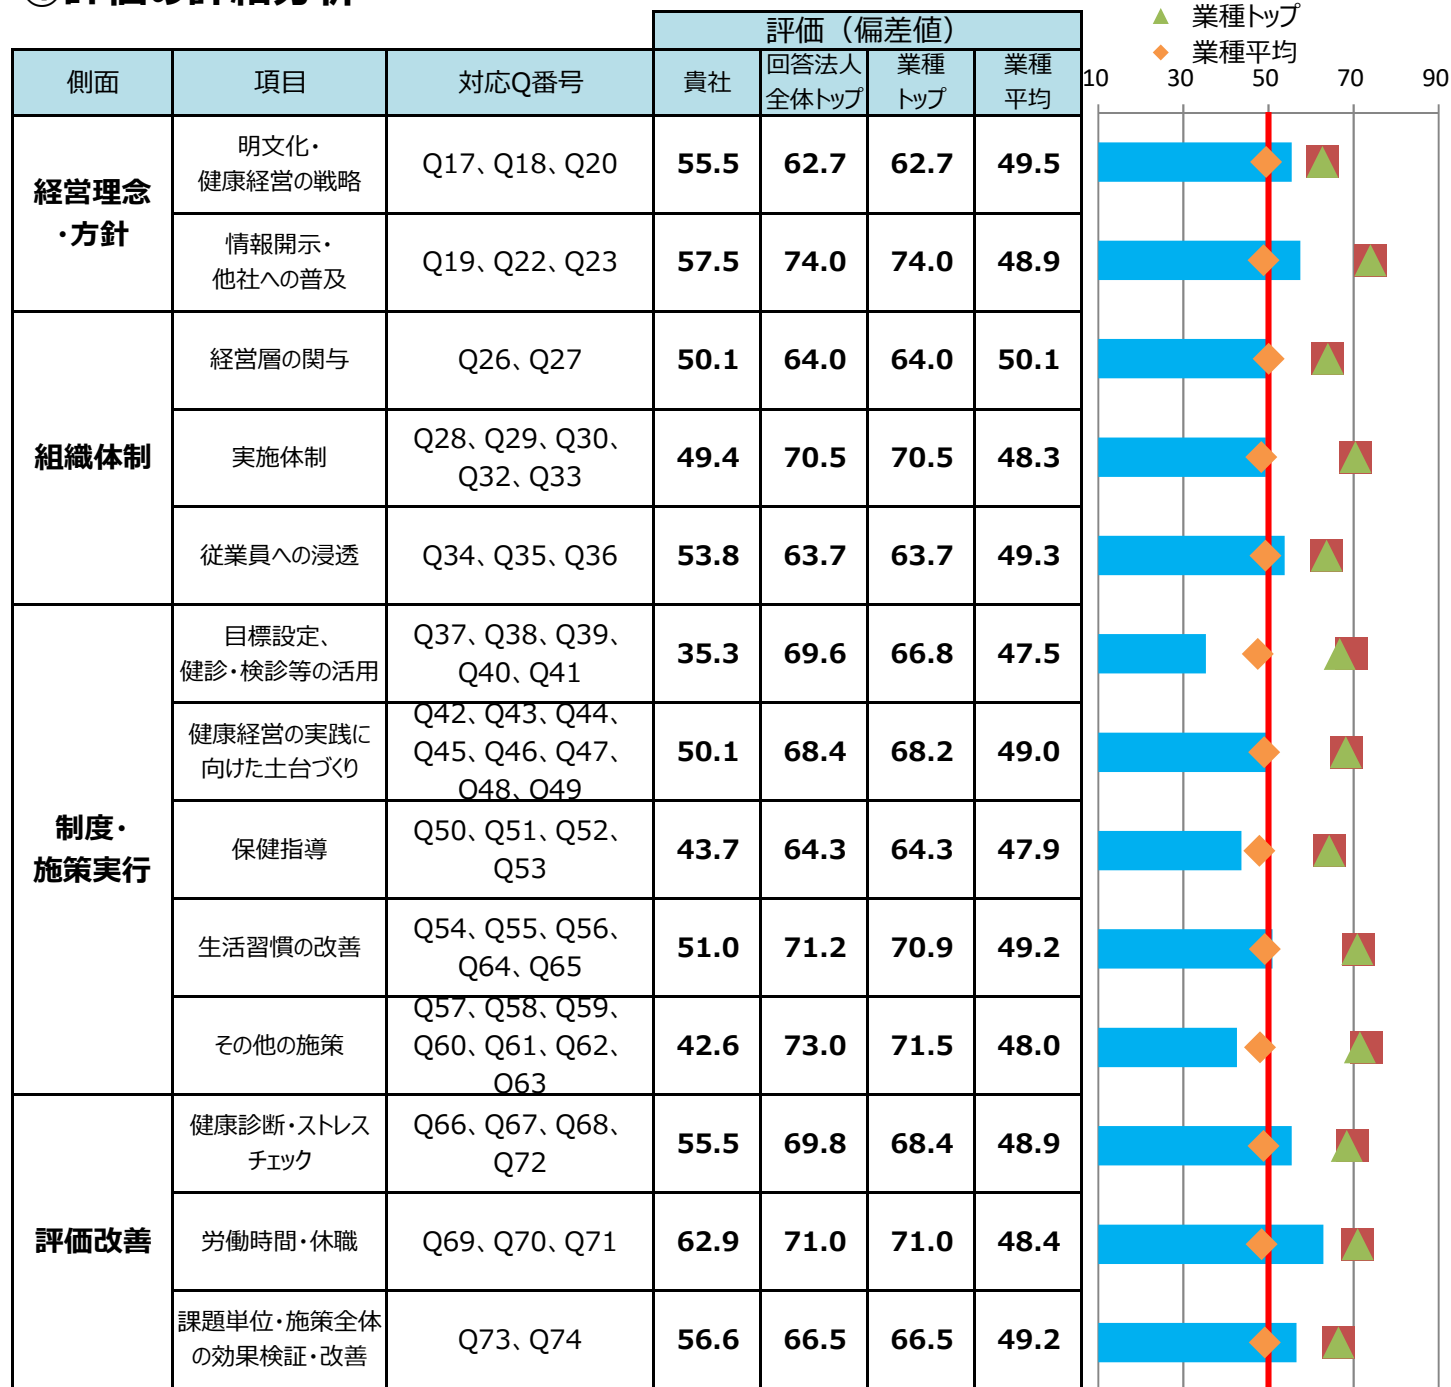 評価（偏差値）
▲ 業種トップ
◆ 業種平均
側面 項目 対応Q番号 貴社 回答法人 業種 業種
全体トップ トップ 平均
10 30 50 70 90
経営理念
・方針
明文化・
健康経営の戦略
Q17、Q18、Q20 55.5 62.7 62.7 49.5
情報開示・
他社への普及
Q19、Q22、Q23 57.5 74.0 74.0 48.9
組織体制
経営層の関与 Q26、Q27 50.1 64.0 64.0 50.1
実施体制
Q28、Q29、Q30、
Q32、Q33
49.4 70.5 70.5 48.3
従業員への浸透 Q34、Q35、Q36 53.8 63.7 63.7 49.3
制度・
施策実行
目標設定、
健診・検診等の活用
Q37、Q38、Q39、
Q40、Q41
35.3 69.6 66.8 47.5
健康経営の実践に
向けた土台づくり
Q42、Q43、Q44、
Q45、Q46、Q47、
Q48、Q49
50.1 68.4 68.2 49.0
保健指導
Q50、Q51、Q52、
Q53
43.7 64.3 64.3 47.9
生活習慣の改善
Q54、Q55、Q56、
Q64、Q65
51.0 71.2 70.9 49.2
その他の施策
Q57、Q58、Q59、
Q60、Q61、Q62、
Q63
42.6 73.0 71.5 48.0
評価改善
健康診断・ストレス
チェック
Q66、Q67、Q68、
Q72
55.5 69.8 68.4 48.9
労働時間・休職 Q69、Q70、Q71 62.9 71.0 71.0 48.4
課題単位・施策全体
の効果検証・改善
Q73、Q74 56.6 66.5 66.5 49.2